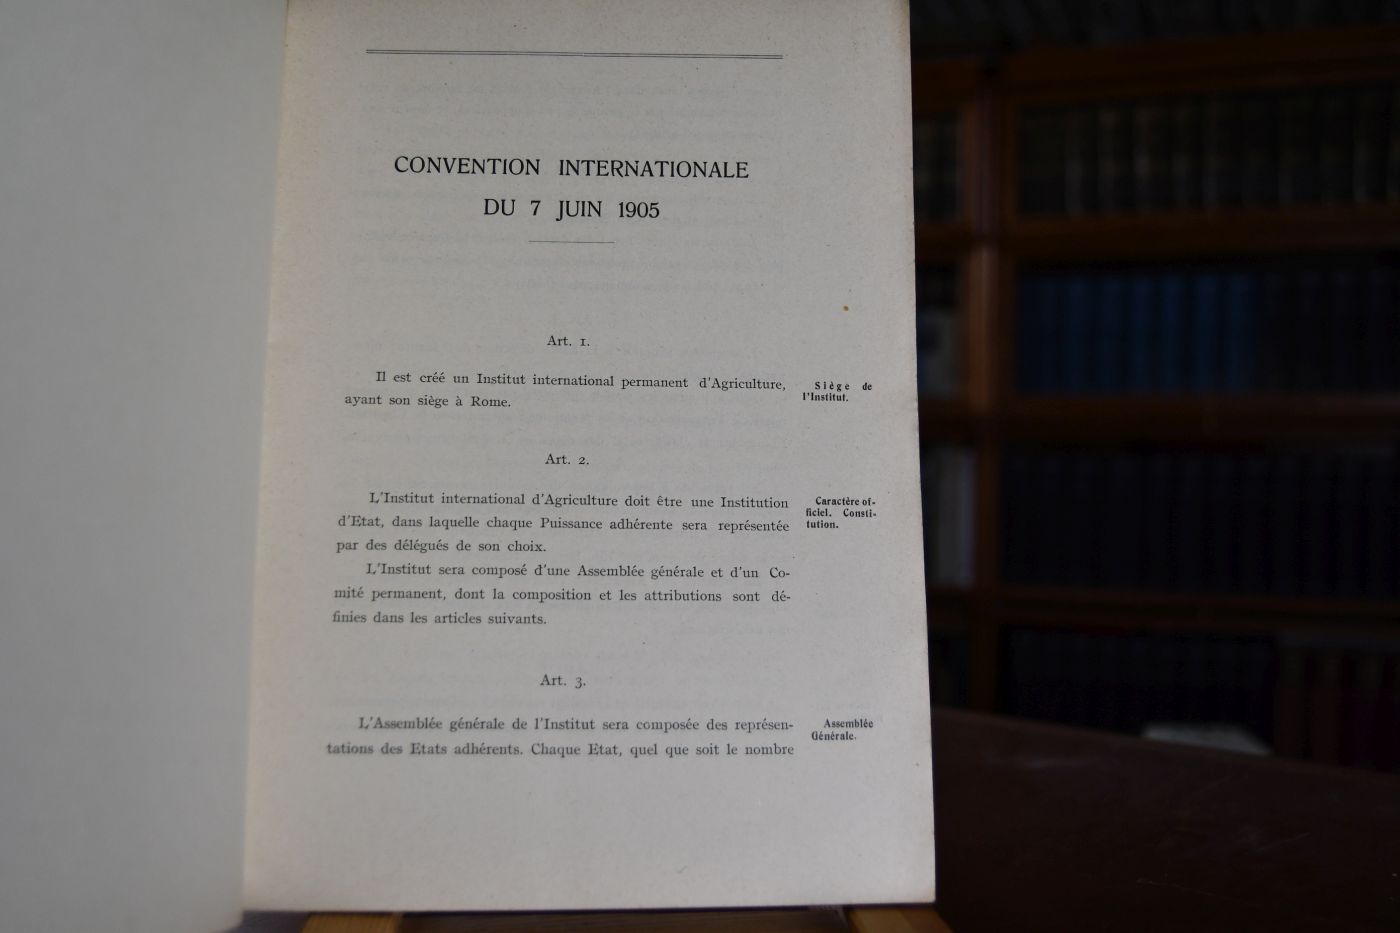 CONVENTION INTERNATIONALE
DU 7 JUIN 1905
Art. 1.
Il est créé un Institut international permanent d'Agriculture,
ayant son siège à Rome.
Siège de
l'Institut.
Art. 2.
L'Institut international d'Agriculture doit être une Institution
d'Etat, dans laquelle chaque Puissance adhérente sera représentée
par des délégués de son choix.
Caractère of-
ficiel. Consti-
tution.
L'Institut sera composé d'une Assemblée générale et d'un Co-
mité permanent, dont la composition et les attributions sont dé-
finies dans les articles suivants.
Art. 3.
L'Assemblée générale de l'Institut sera composée des représen-
tations des Etats adhérents. Chaque Etat, quel que soit le nombre
Assemblée
Générale.